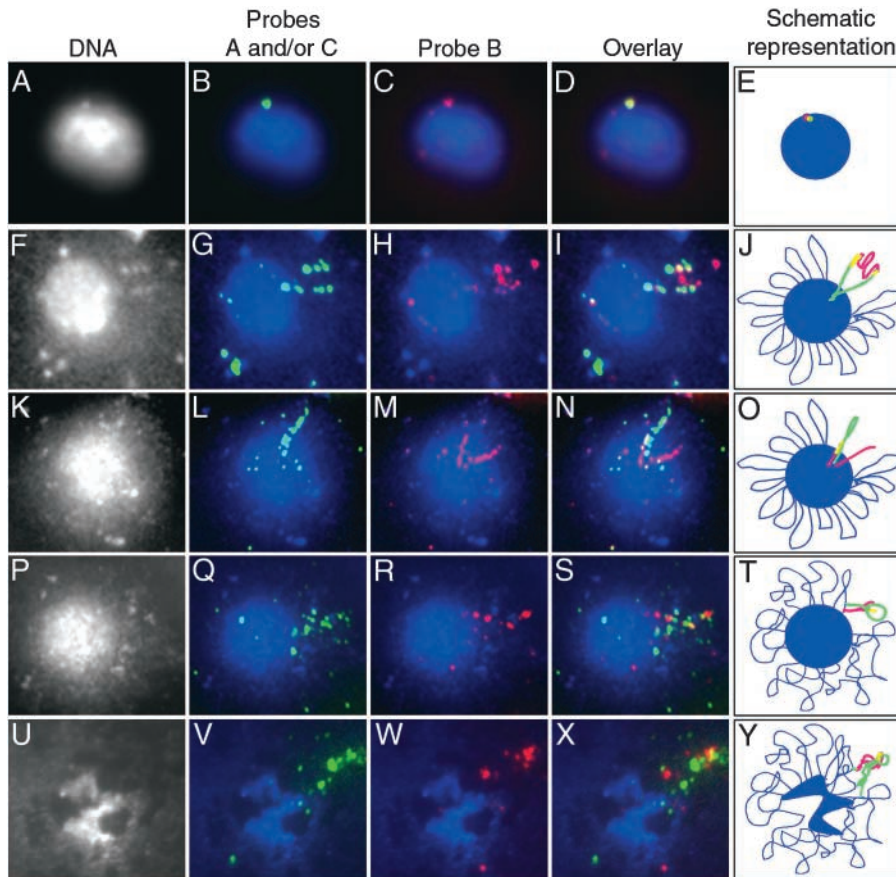 Probes
Schematic
DNA
A and/or C
Probe B
Overlay
representation
A B C D E
F G H I J
K L M N O
P Q R S T
U V W X Y